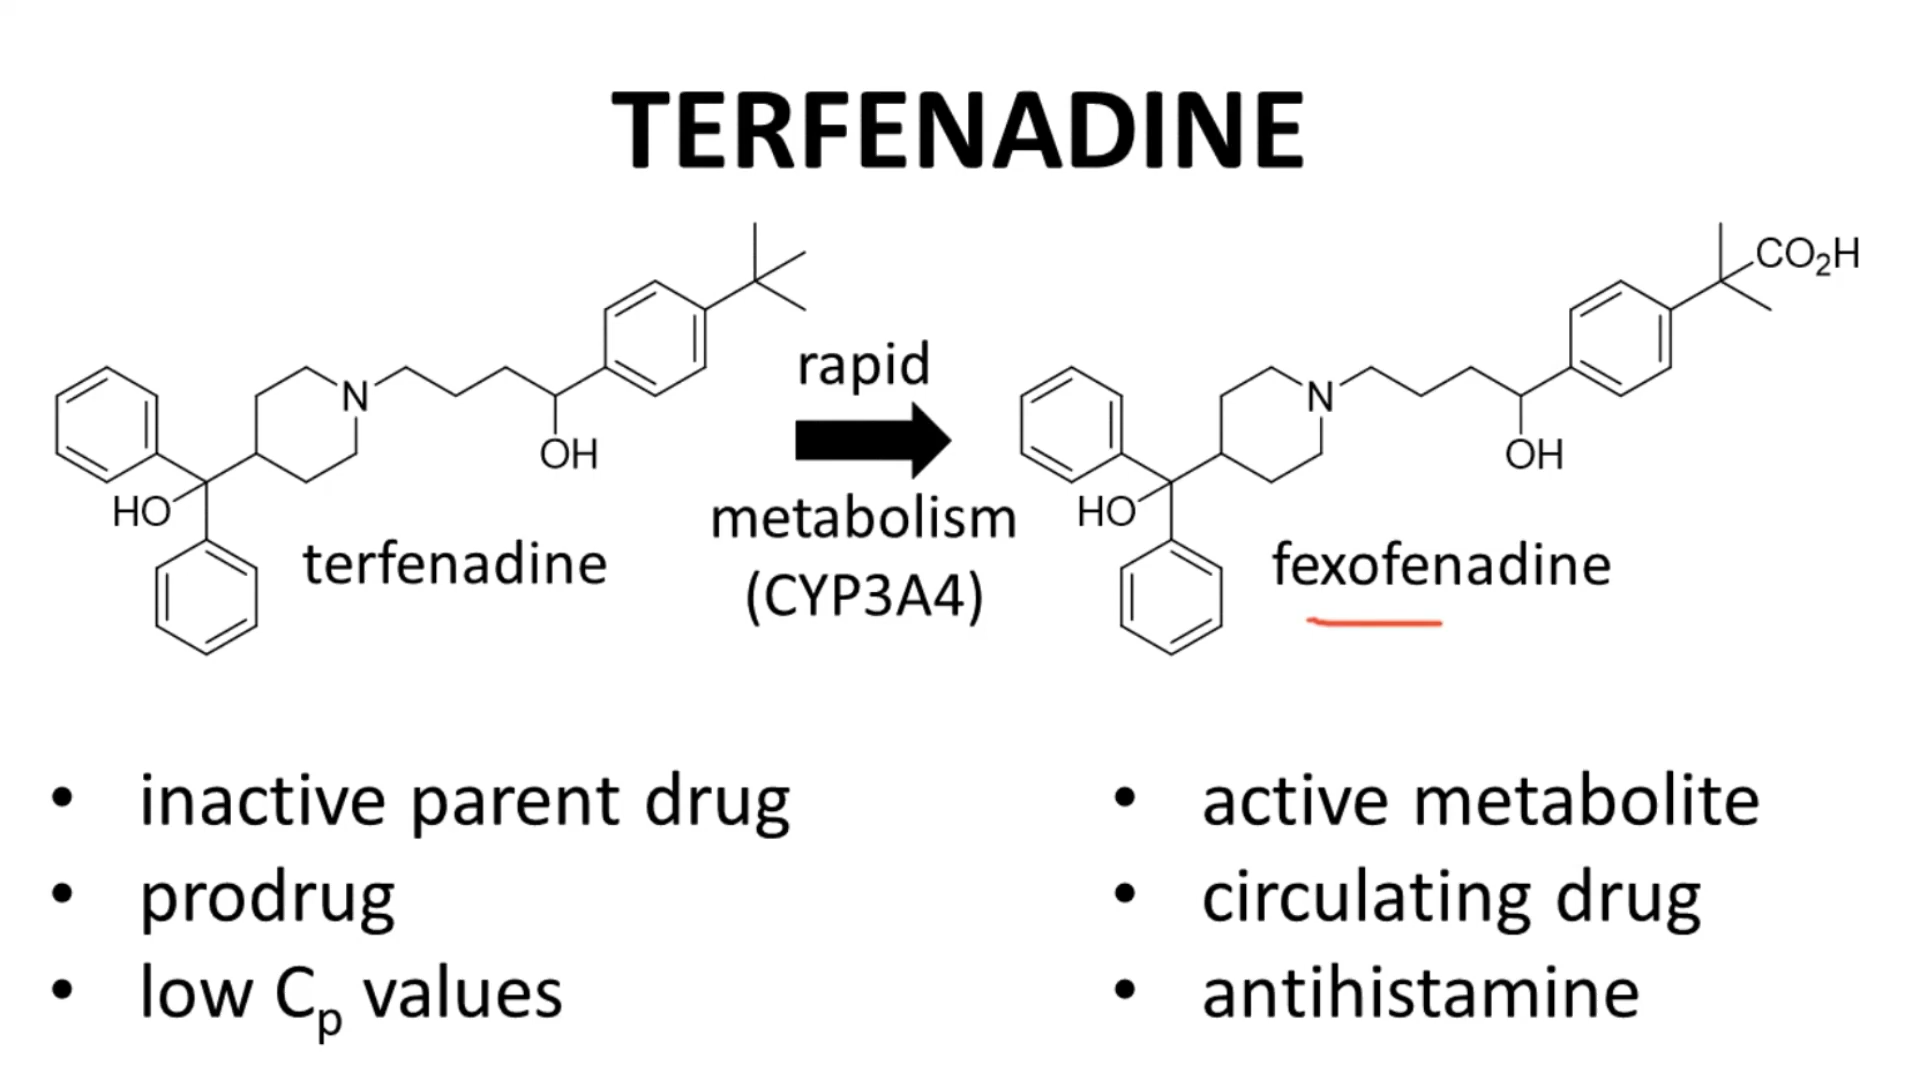 TERFENADINE
N
OH
HO
terfenadine
rapid
metabolism
(CYP3A4)
CO₂H
N
OH
HO
fexofenadine
• inactive parent drug
• prodrug
• low Cₚ values
• active metabolite
• circulating drug
• antihistamine